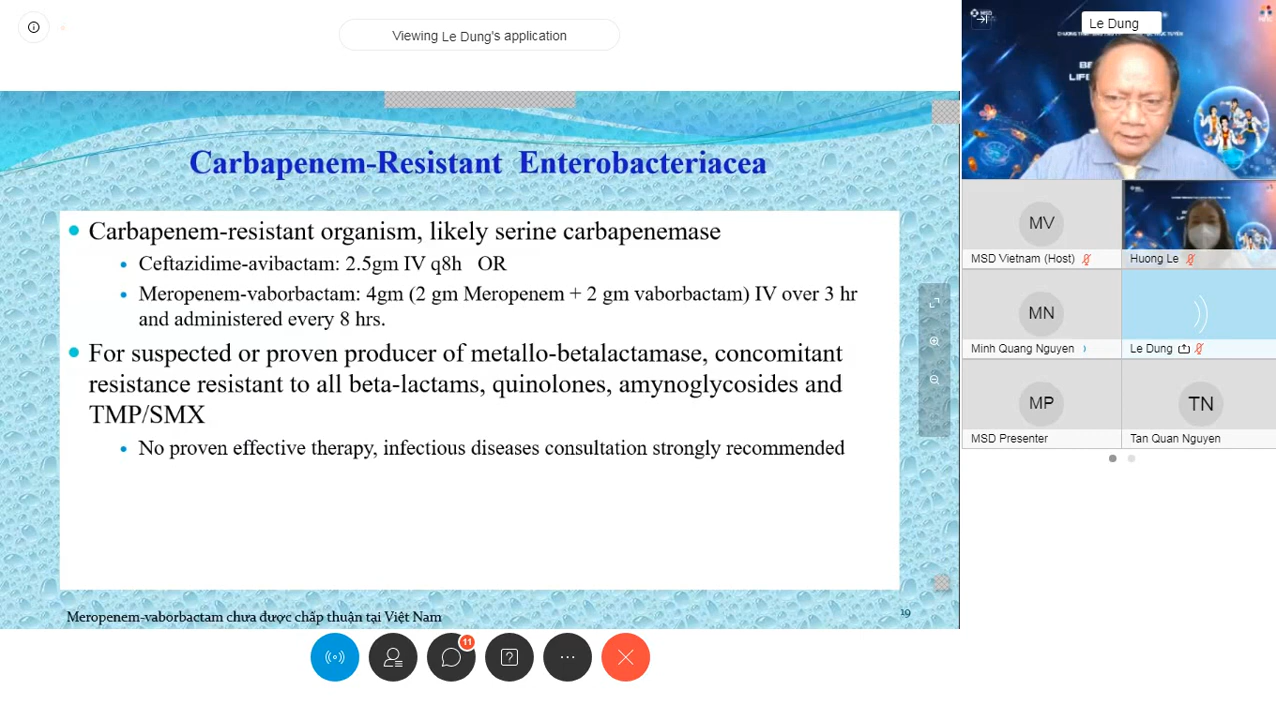 Viewing Le Dung's application
Carbapenem-Resistant Enterobacteriacea
Carbapenem-resistant organism, likely serine carbapenemase
Ceftazidime-avibactam: 2.5gm IV q8h OR
Meropenem-vaborbactam: 4gm (2 gm Meropenem + 2 gm vaborbactam) IV over 3 hr
and administered every 8 hrs.
For suspected or proven producer of metallo-betalactamase, concomitant
resistance resistant to all beta-lactams, quinolones, amynoglycosides and
TMP/SMX
No proven effective therapy, infectious diseases consultation strongly recommended
Meropenem-vaborbactam chưa được chấp thuận tại Việt Nam
19
11
Le Dung
MV
MSD Vietnam (Host)
Huong Le
MN
Minh Quang Nguyen
Le Dung
MP
MSD Presenter
TN
Tan Quan Nguyen